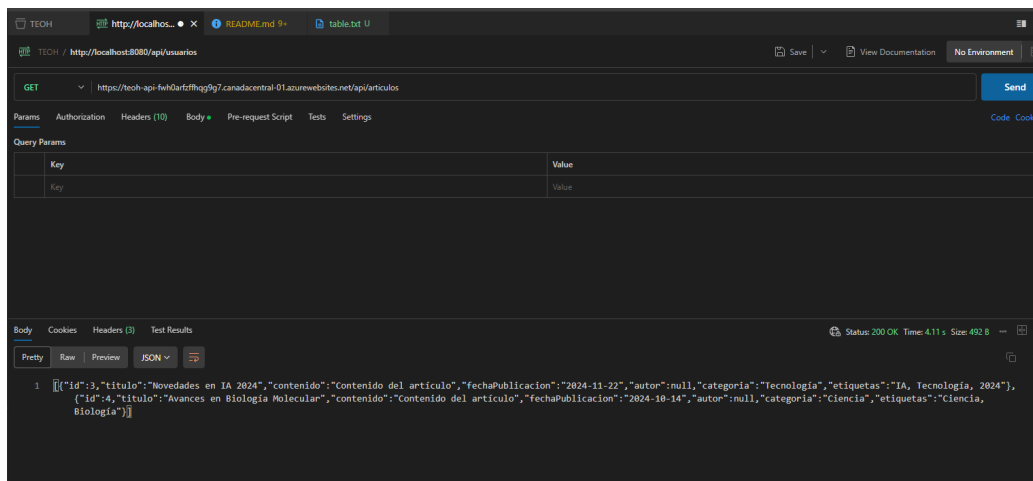 TEOH http://localhos... README.md 9+ table.txt U
TEOH / http://localhost:8080/api/usuarios Save View Documentation No Environment
GET https://teoh-api-fwh0arfzffhqg9g7.canadacentral-01.azurewebsites.net/api/articulos Send
Params Authorization Headers (10) Body Pre-request Script Tests Settings Code Cook
Query Params
Key Value
Key Value
Body Cookies Headers (3) Test Results Status: 200 OK Time: 4.11 s Size: 492 B
Pretty Raw Preview JSON
1 [{"id":3,"titulo":"Novedades en IA 2024","contenido":"Contenido del artículo","fechaPublicacion":"2024-11-22","autor":null,"categoria":"Tecnología","etiquetas":"IA, Tecnología, 2024"},
{"id":4,"titulo":"Avances en Biología Molecular","contenido":"Contenido del artículo","fechaPublicacion":"2024-10-14","autor":null,"categoria":"Ciencia","etiquetas":"Ciencia,
Biología"}]